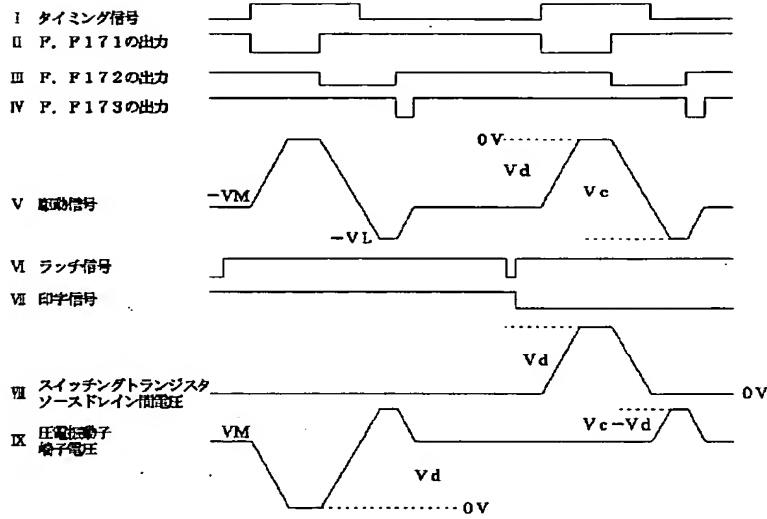 I タイミング信号
II F. F171の出力
III F. F172の出力
IV F. F173の出力
0V
Vd
Vc
-VM
V 駆動信号
-VL
VI ラッチ信号
VII 印字信号
Vd
VIII スイッチングトランジスタ
ソースドレイン間電圧
0V
IX 圧電振動子
端子電圧
VM
Vc-Vd
Vd
0V